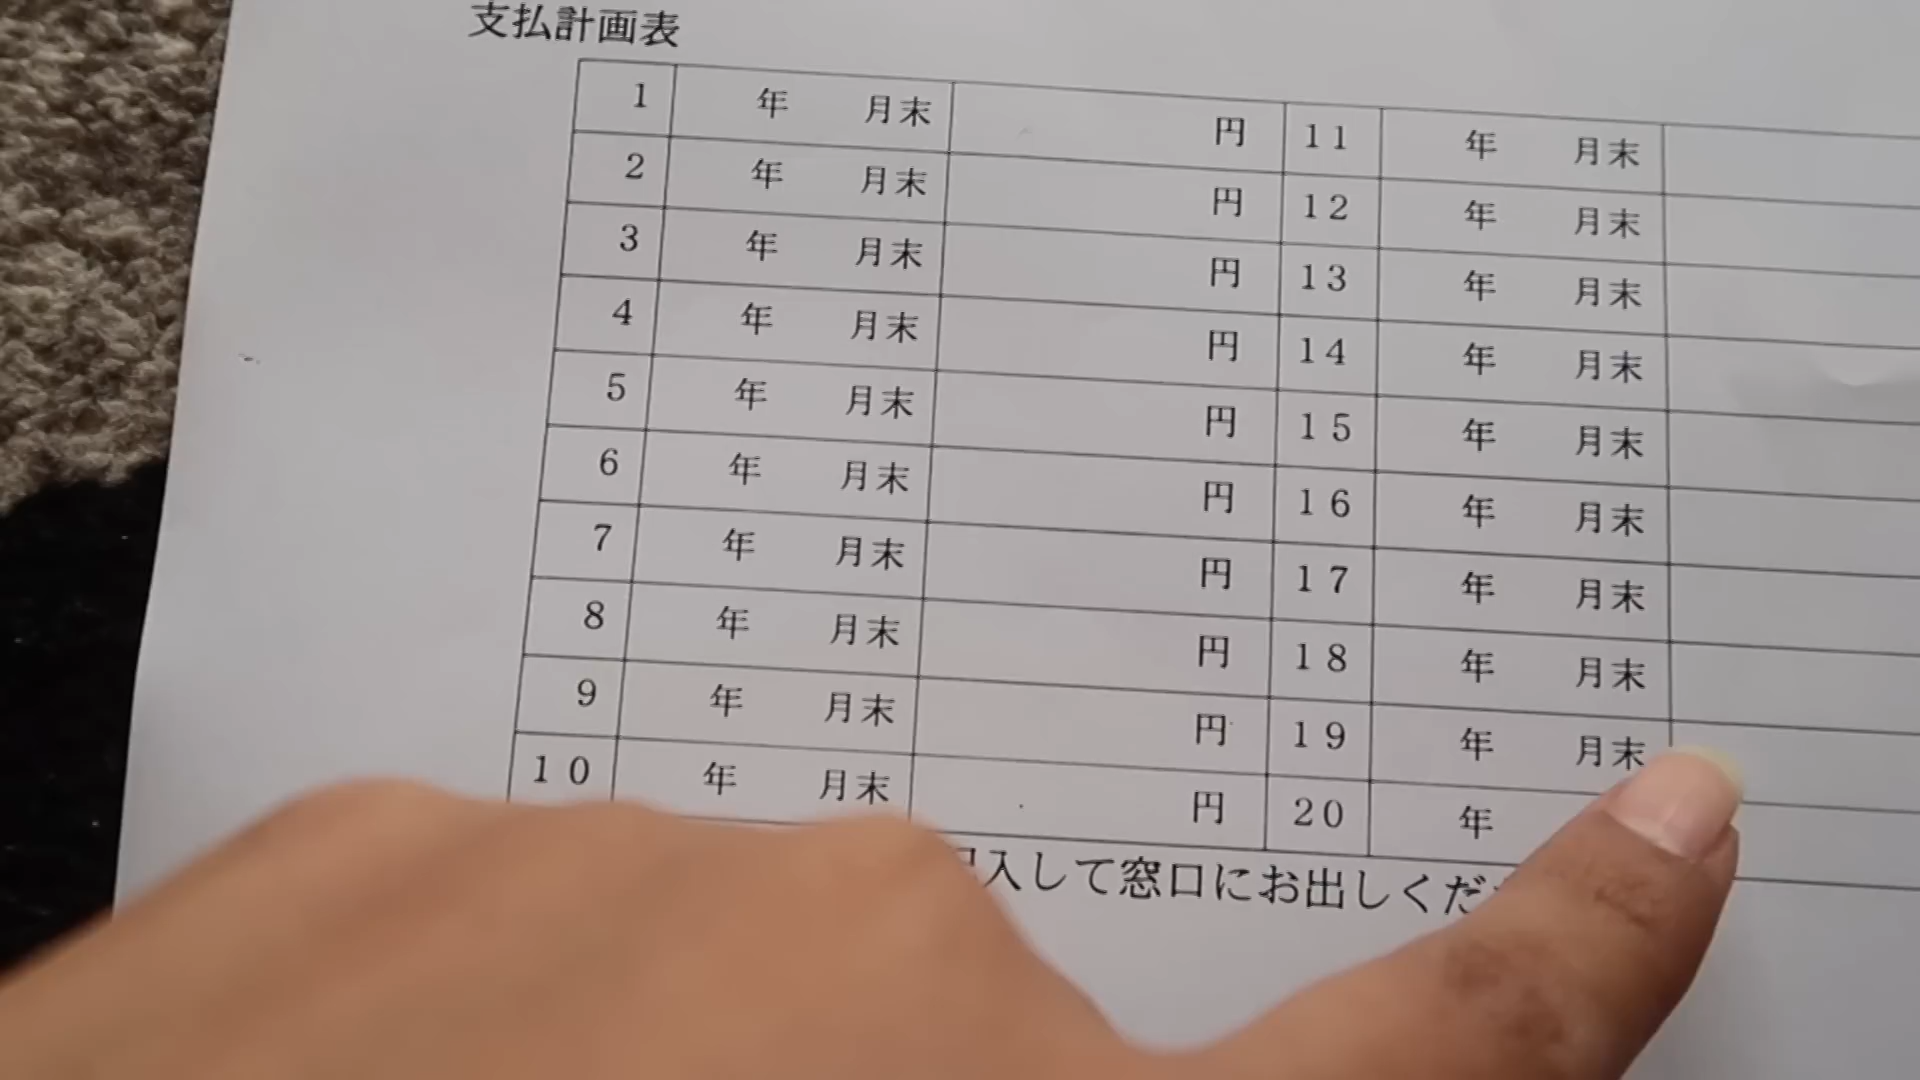 支払計画表
1 年 月末 円 11 年 月末
2 年 月末 円 12 年 月末
3 年 月末 円 13 年 月末
4 年 月末 円 14 年 月末
5 年 月末 円 15 年 月末
6 年 月末 円 16 年 月末
7 年 月末 円 17 年 月末
8 年 月末 円 18 年 月末
9 年 月末 円 19 年 月末
10 年 月末 円 20 年
入して窓口にお出しくだ